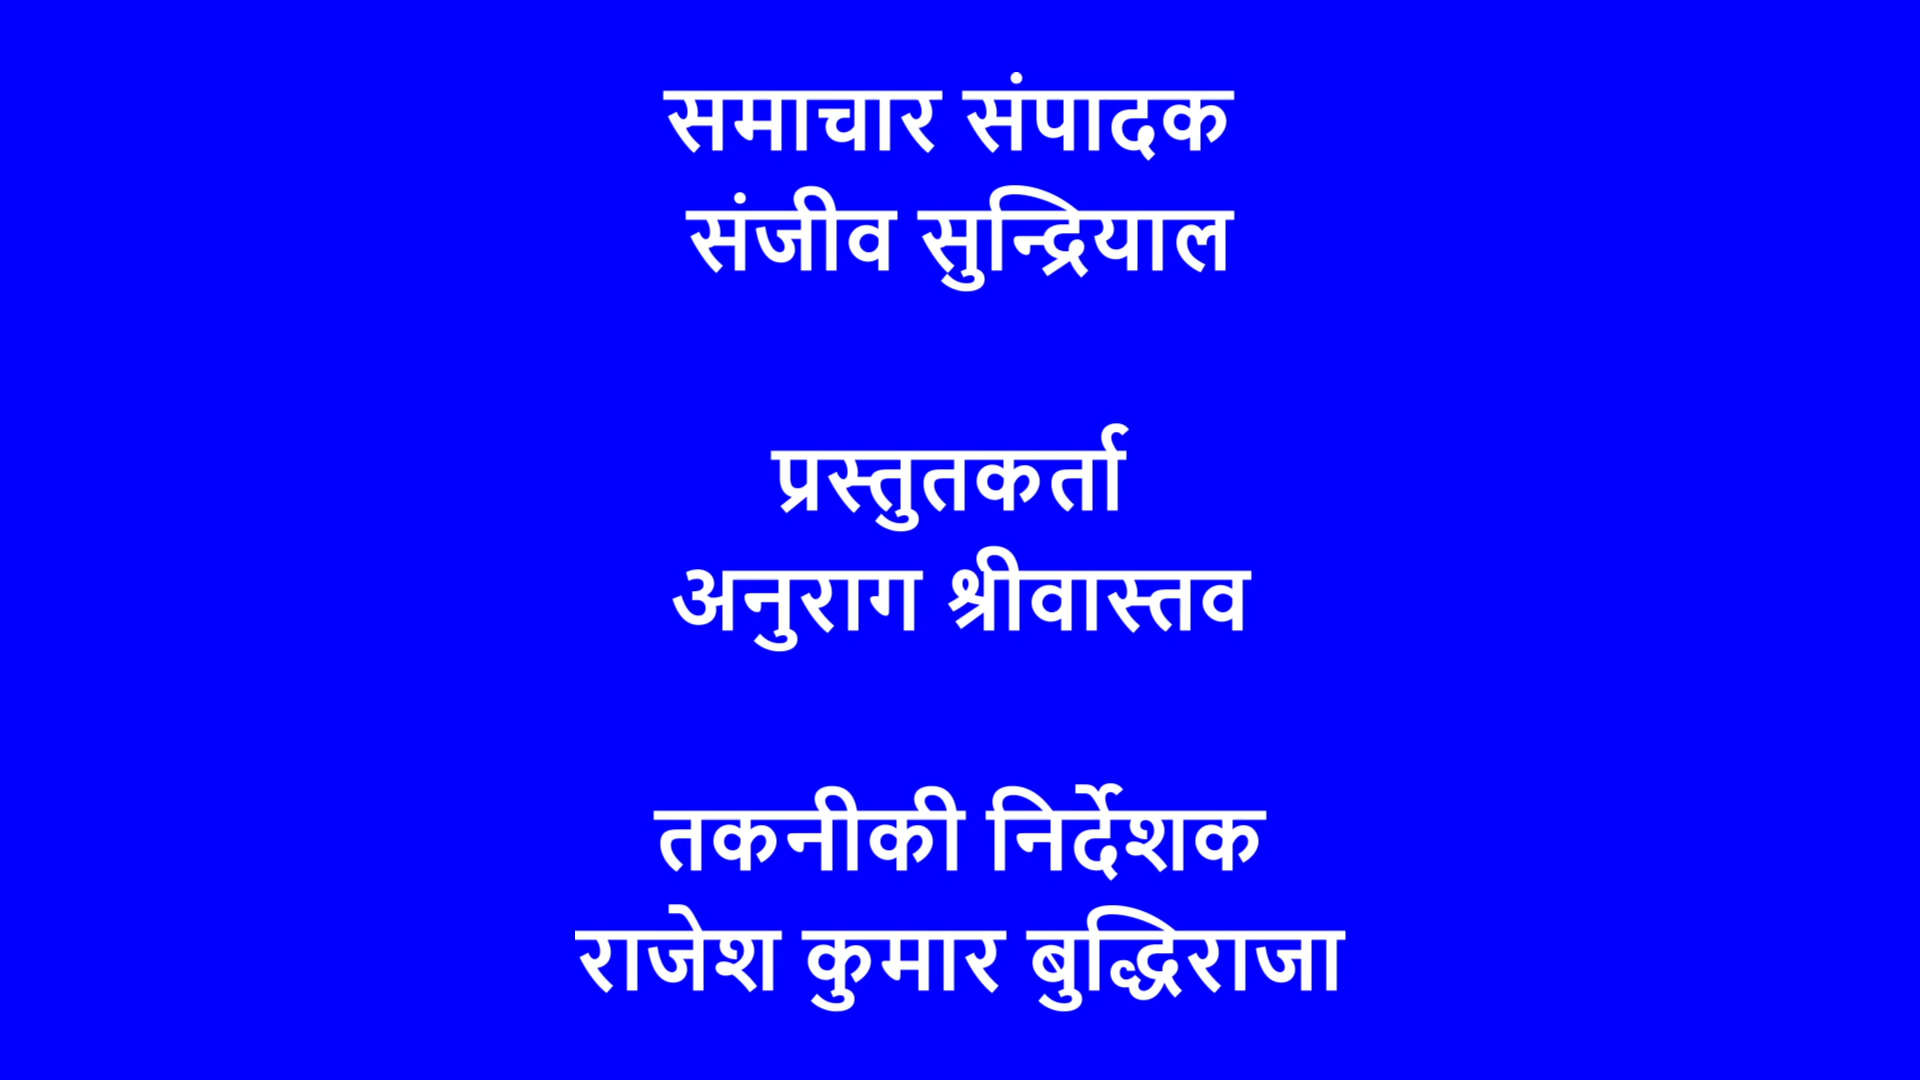 समाचार संपादक
संजीव सुन्द्रियाल
प्रस्तुतकर्ता
अनुराग श्रीवास्तव
तकनीकी निर्देशक
राजेश कुमार बुद्धिराजा